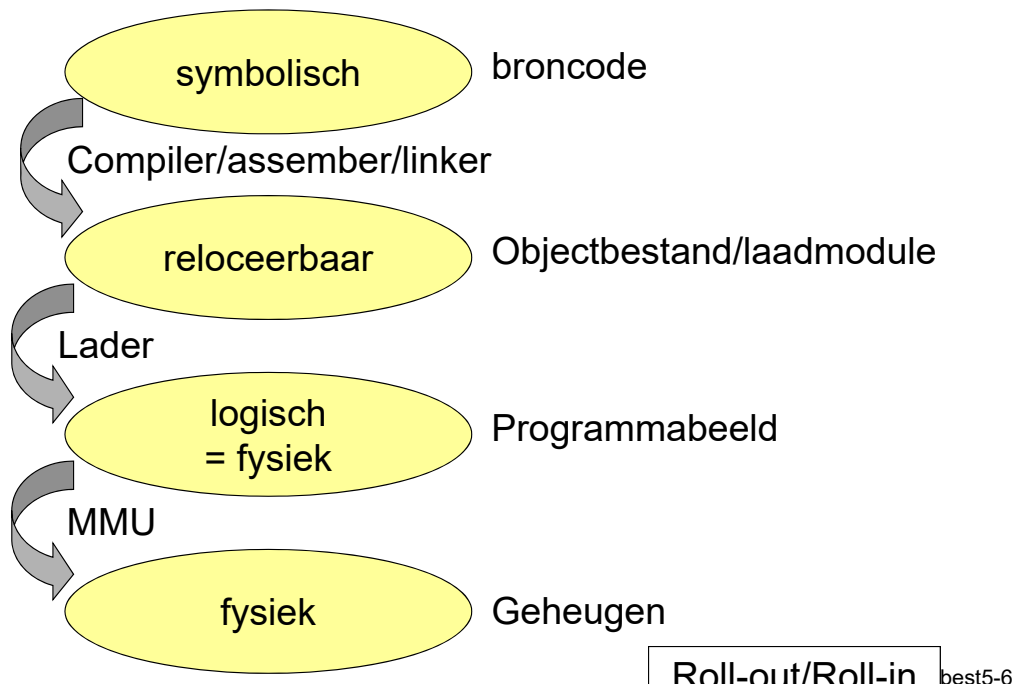 symbolisch
broncode
Compiler/assember/linker
reloceerbaar
Objectbestand/laadmodule
Lader
logisch
= fysiek
Programmabeeld
MMU
fysiek
Geheugen
Roll-out/Roll-in
best5-6